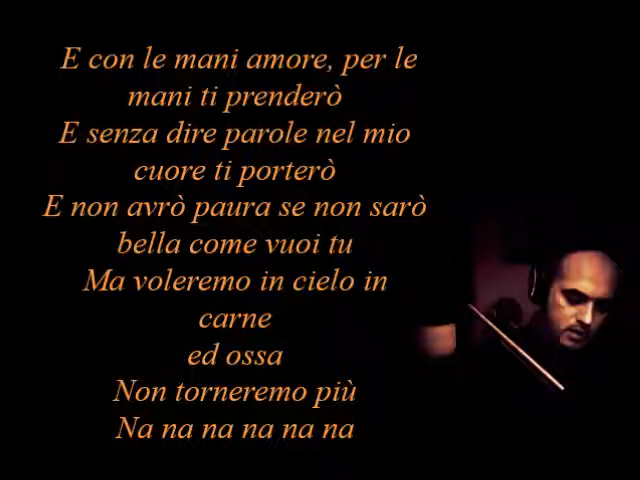 E con le mani amore, per le
mani ti prenderò
E senza dire parole nel mio
cuore ti porterò
E non avrò paura se non sarò
bella come vuoi tu
Ma voleremo in cielo in
carne
ed ossa
Non torneremo più
Na na na na na na